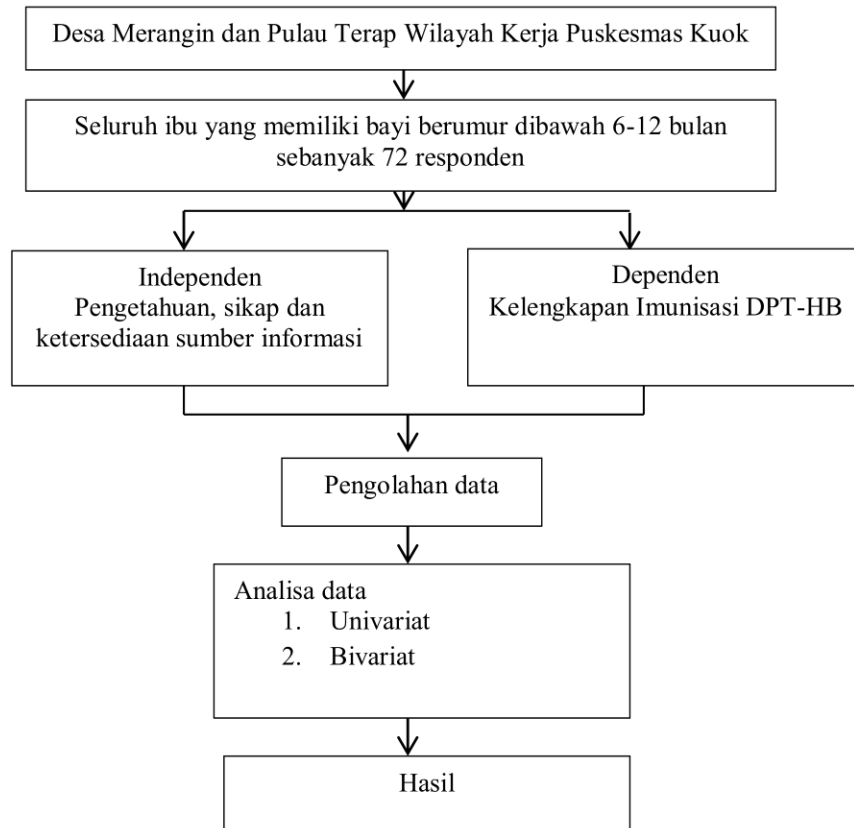 Desa Merangin dan Pulau Terap Wilayah Kerja Puskesmas Kuok
Seluruh ibu yang memiliki bayi berumur dibawah 6-12 bulan
sebanyak 72 responden
Independen
Pengetahuan, sikap dan
ketersediaan sumber informasi
Dependen
Kelengkapan Imunisasi DPT-HB
Pengolahan data
Analisa data
1. Univariat
2. Bivariat
Hasil